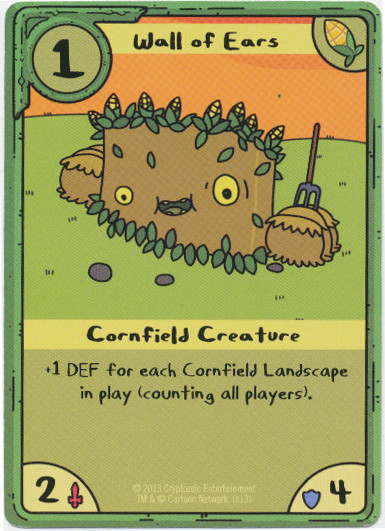 1
Wall of Ears
Cornfield Creature
+1 DEF for each Cornfield Landscape
in play (counting all players).
2
© 2013 Cryptozoic Entertainment
TM & © Cartoon Network. (s13)
4